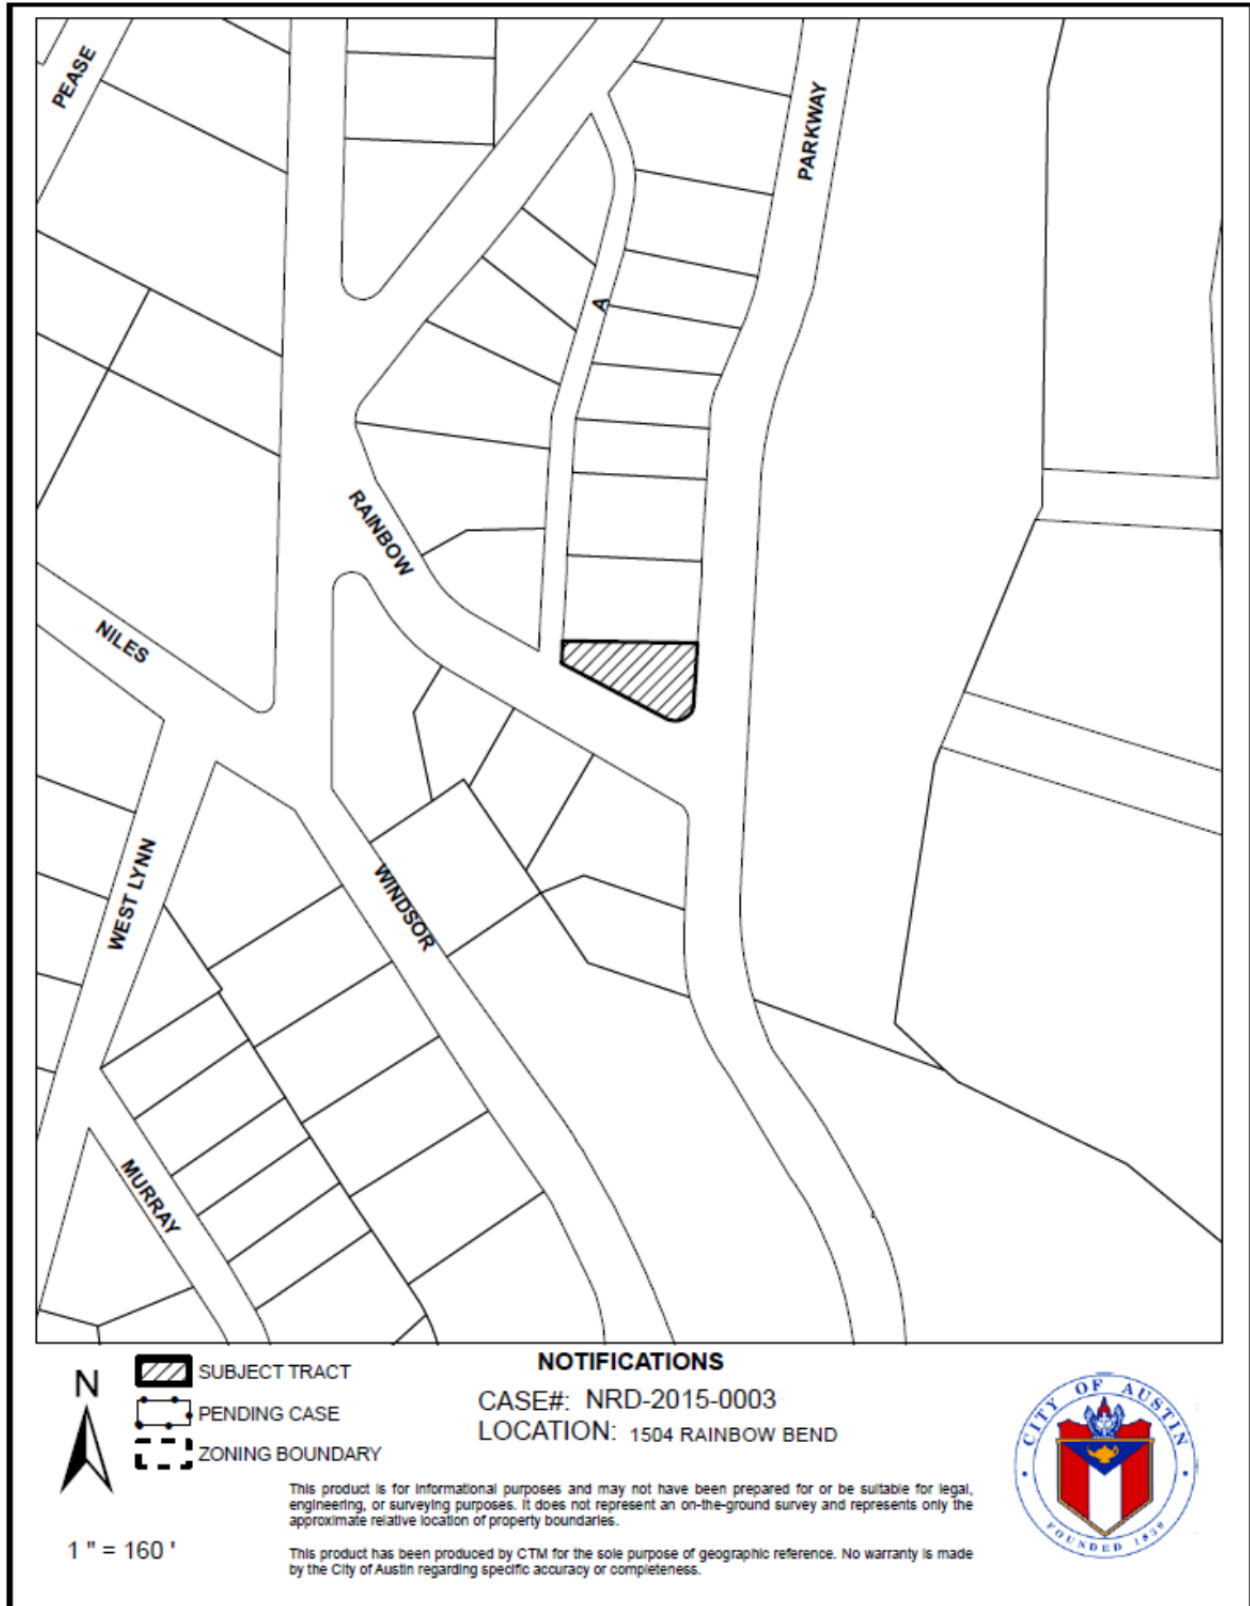 PEASE
PARKWAY
A
RAINBOW
NILES
WEST LYNN
WINDSOR
MURRAY
N
1 " = 160 '
SUBJECT TRACT
PENDING CASE
ZONING BOUNDARY
NOTIFICATIONS
CASE#: NRD-2015-0003
LOCATION: 1504 RAINBOW BEND
This product is for informational purposes and may not have been prepared for or be suitable for legal,
engineering, or surveying purposes. It does not represent an on-the-ground survey and represents only the
approximate relative location of property boundaries.
This product has been produced by CTM for the sole purpose of geographic reference. No warranty is made
by the City of Austin regarding specific accuracy or completeness.
CITY OF AUSTIN
FOUNDED 1839